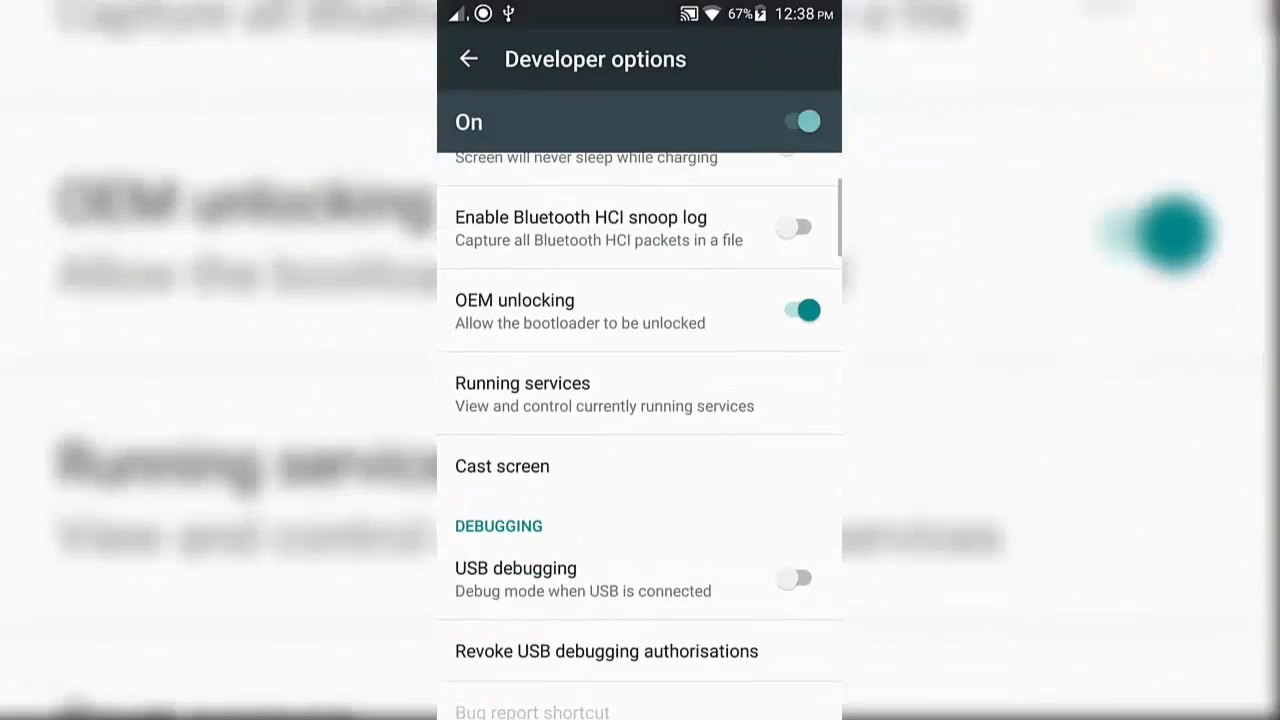 67% 12:38 PM
Developer options
On
Screen will never sleep while charging
Enable Bluetooth HCI snoop log
Capture all Bluetooth HCI packets in a file
OEM unlocking
Allow the bootloader to be unlocked
Running services
View and control currently running services
Cast screen
DEBUGGING
USB debugging
Debug mode when USB is connected
Revoke USB debugging authorisations
Bug report shortcut